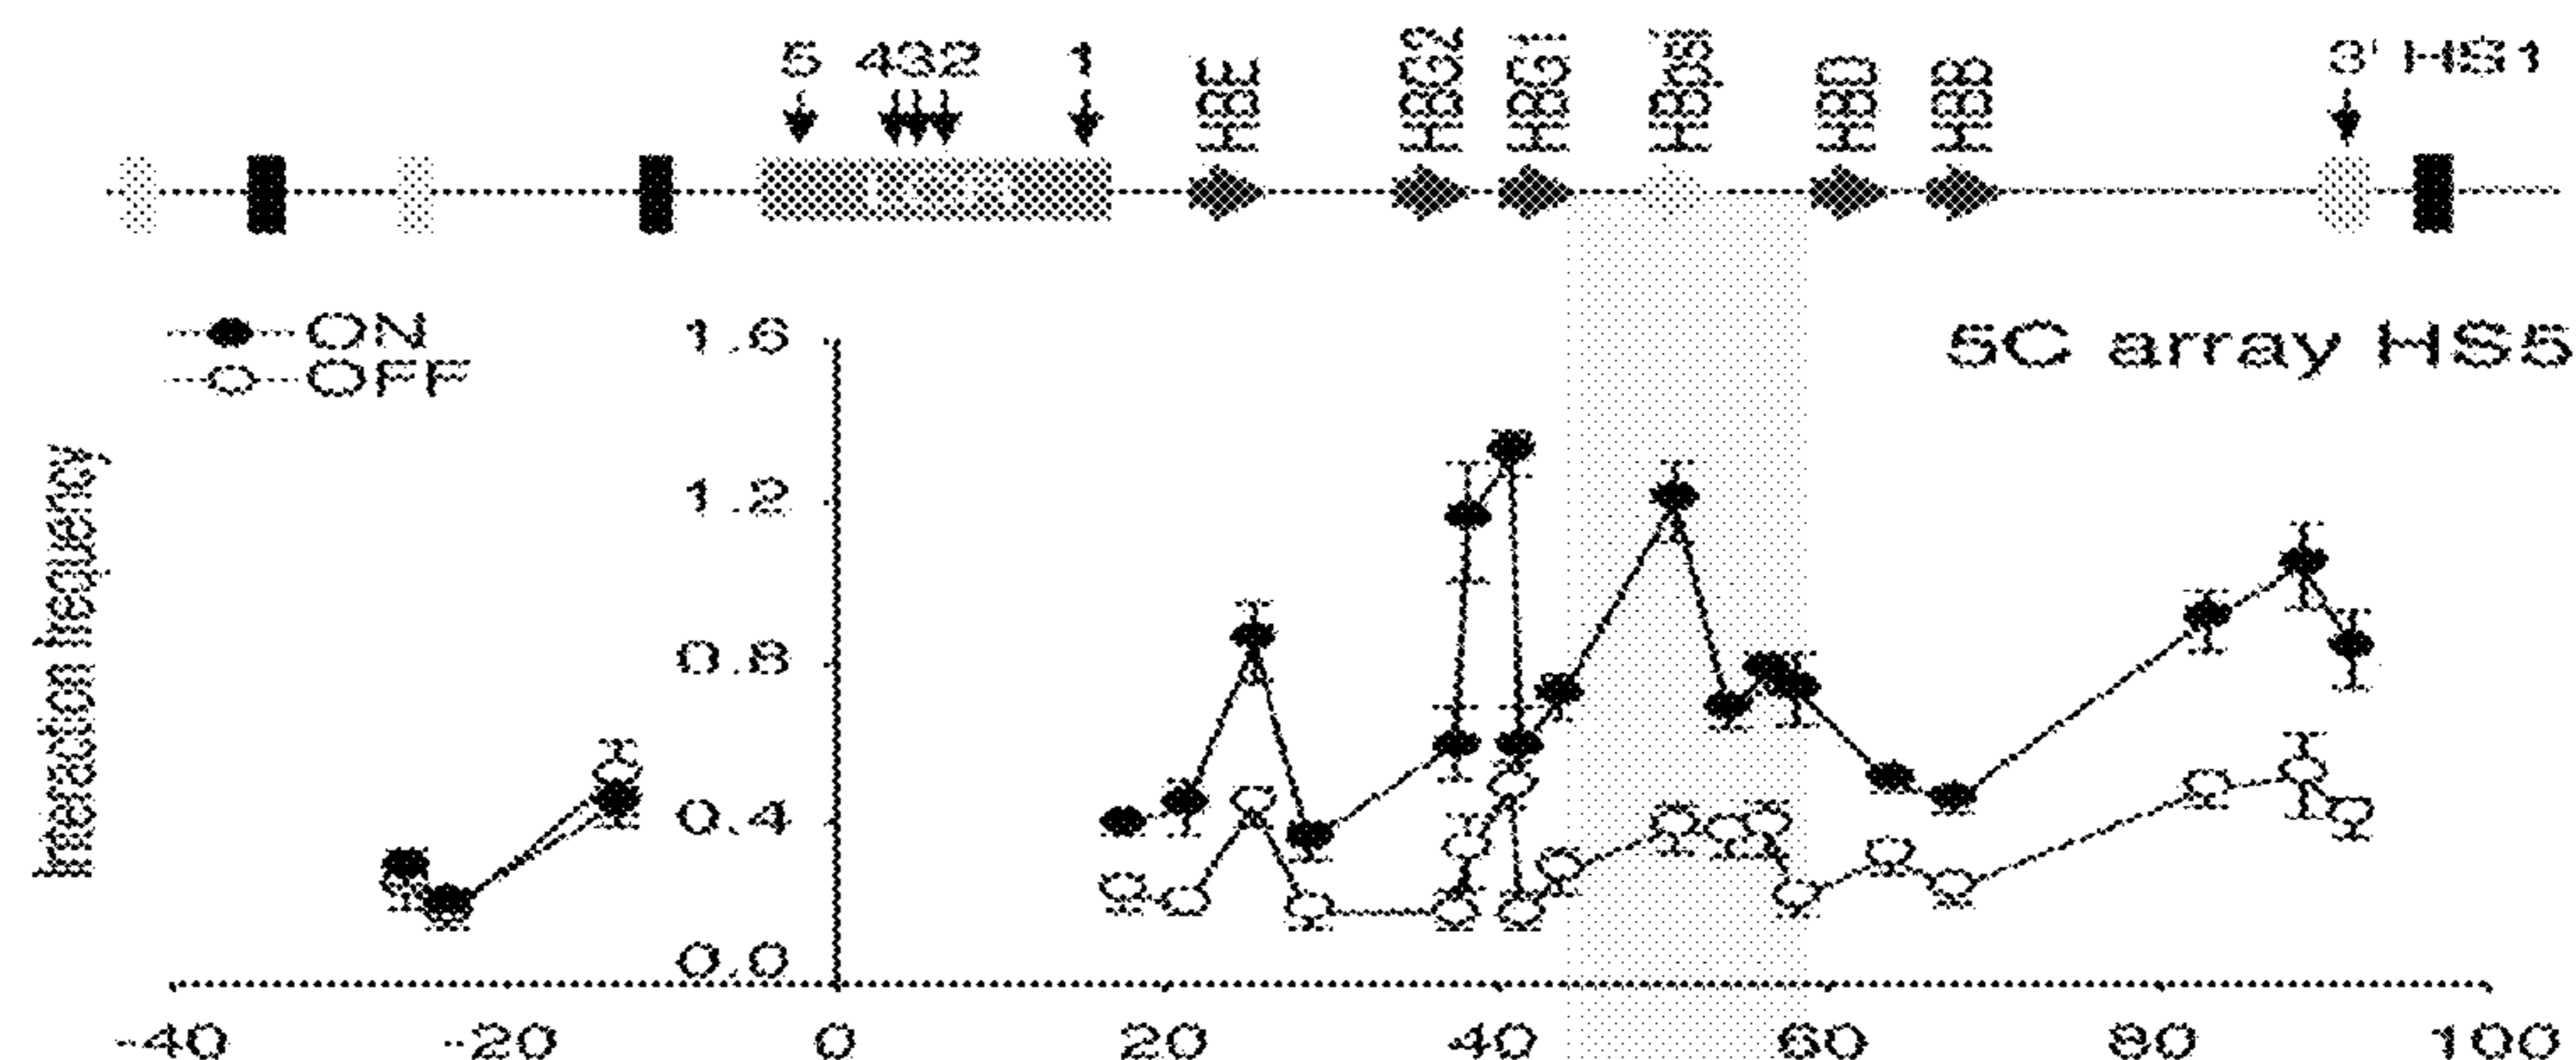 5 432 1 HBE HBG2 HBG1 HBpsi HBD HBB 3' HS1
ON
OFF
5C array HS5
Interaction frequency
1.6
1.2
0.8
0.4
0.0
-40 -20 0 20 40 60 80 100